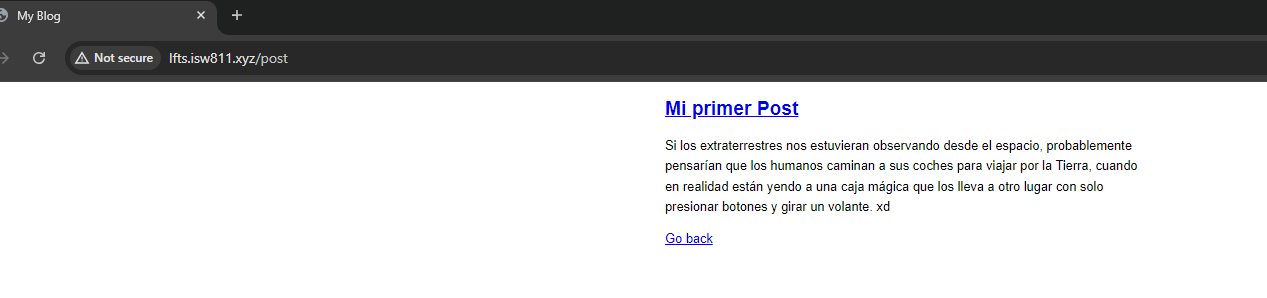 My Blog
Not secure
lfts.isw811.xyz/post
Mi primer Post
Si los extraterrestres nos estuvieran observando desde el espacio, probablemente
pensarían que los humanos caminan a sus coches para viajar por la Tierra, cuando
en realidad están yendo a una caja mágica que los lleva a otro lugar con solo
presionar botones y girar un volante. xd
Go back